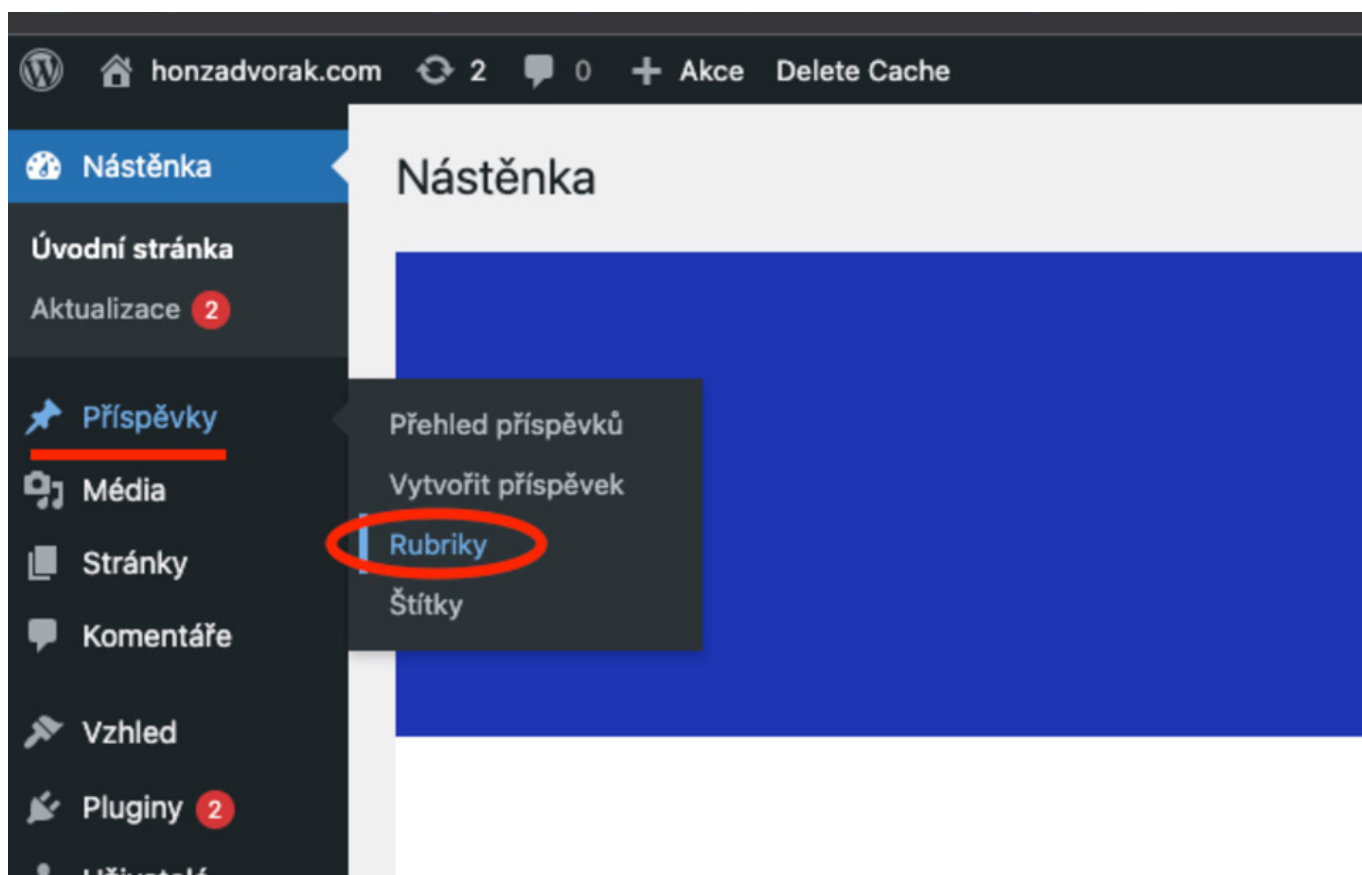 honzadvorak.com 2 0 + Akce Delete Cache
Nástěnka
Nástěnka
Úvodní stránka
Aktualizace 2
Příspěvky
Přehled příspěvků
Vytvořit příspěvek
Rubriky
Štítky
Média
Stránky
Komentáře
Vzhled
Pluginy 2